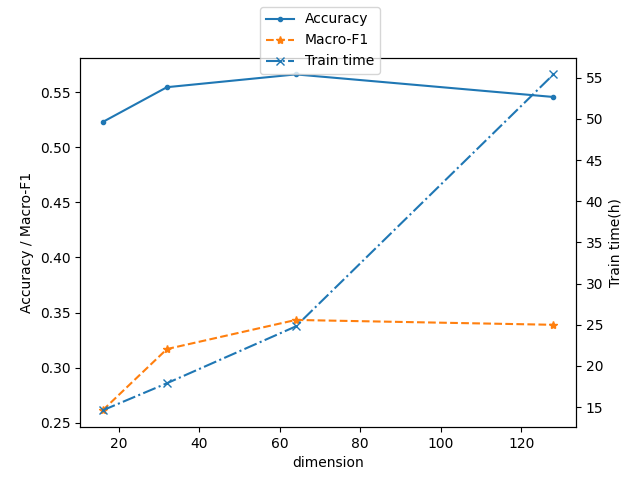 Accuracy
Macro-F1
Train time
0.55
0.50
0.45
0.40
0.35
0.30
0.25
Accuracy / Macro-F1
55
50
45
40
35
30
25
20
15
Train time(h)
20 40 60 80 100 120
dimension